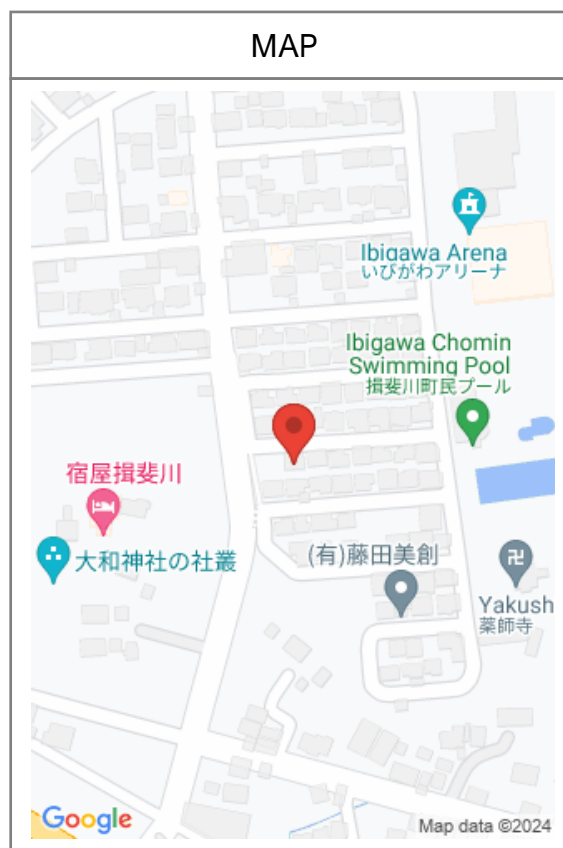 MAP
Ibigawa Arena
いびがわアリーナ
Ibigawa Chomin
Swimming Pool
揖斐川町民プール
宿屋揖斐川
大和神社の社叢
(有)藤田美創
卍
Yakush
薬師寺
Google
Map data ©2024